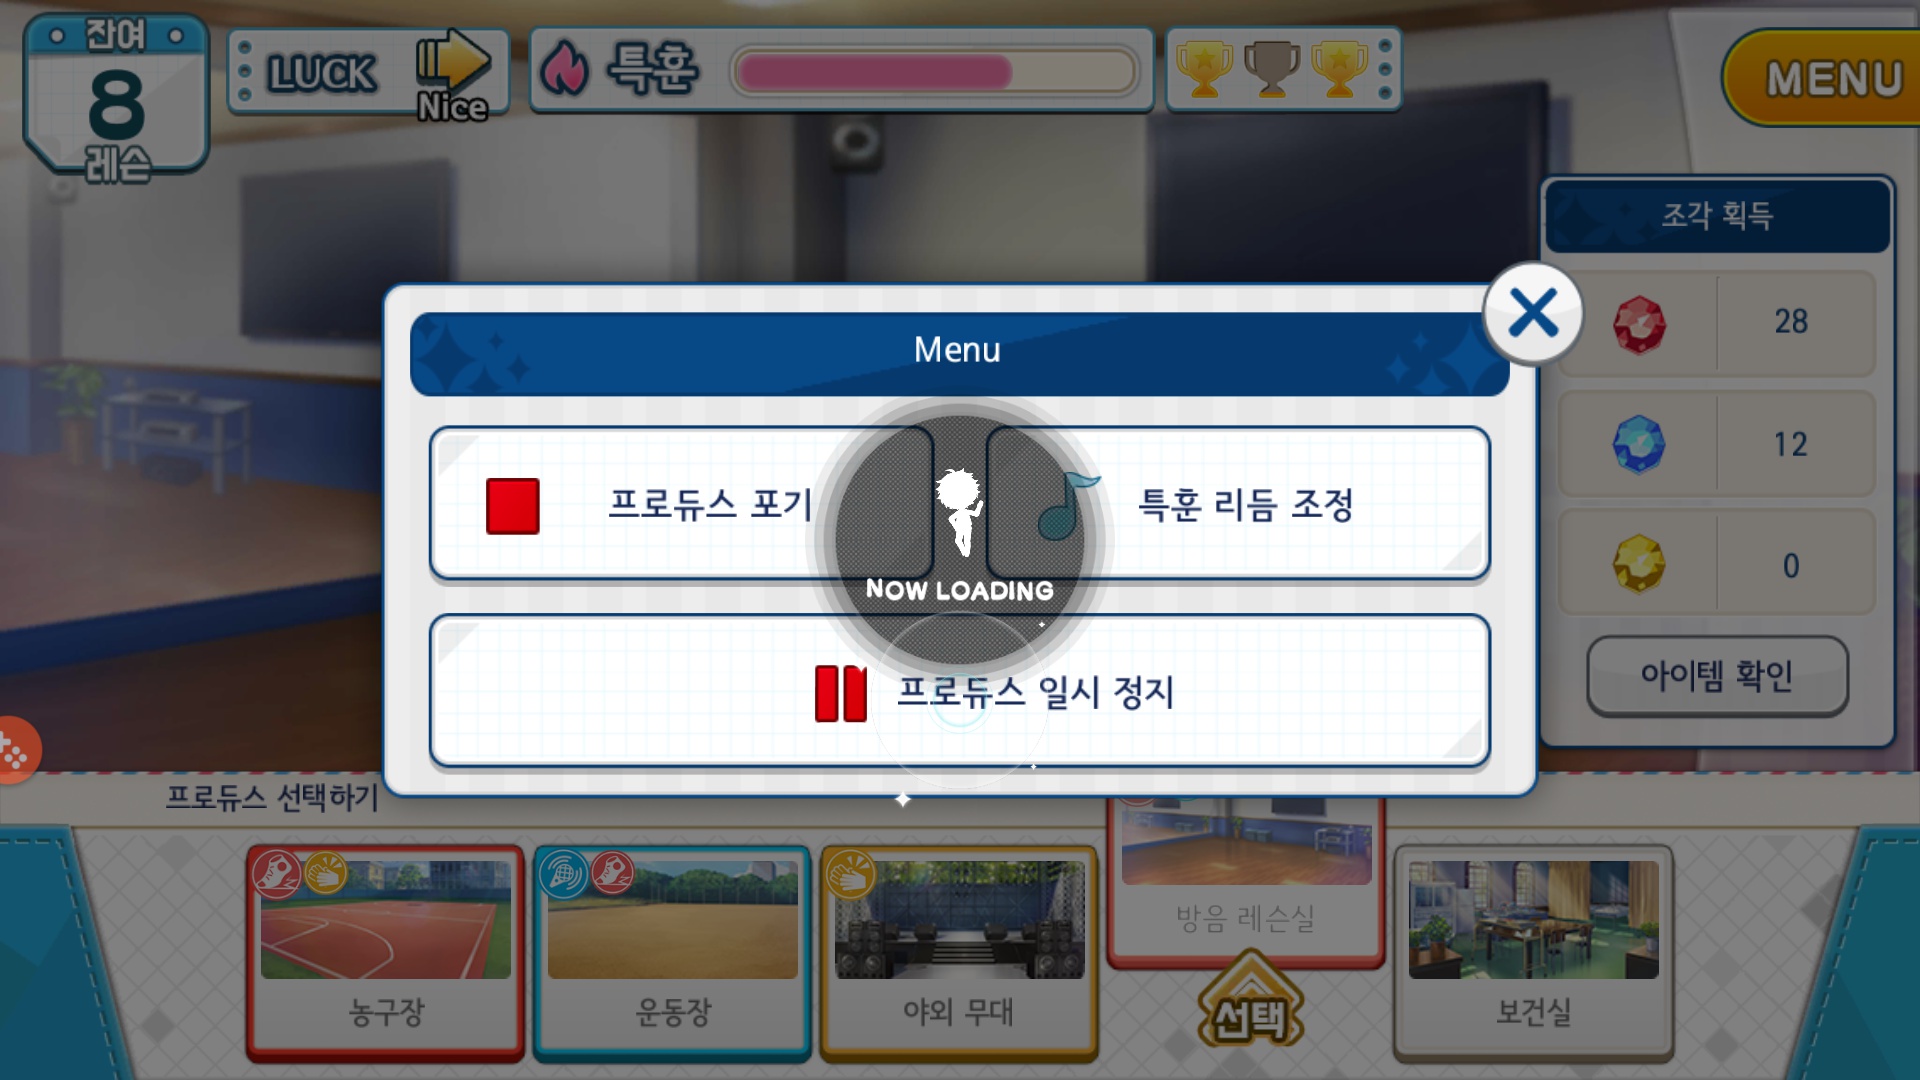 잔여
8
레슨
LUCK
Nice
특훈
MENU
조각 획득
28
12
0
아이템 확인
Menu
프로듀스 포기
특훈 리듬 조정
NOW LOADING
프로듀스 일시 정지
프로듀스 선택하기
농구장
운동장
야외 무대
방음 레슨실
선택
보건실